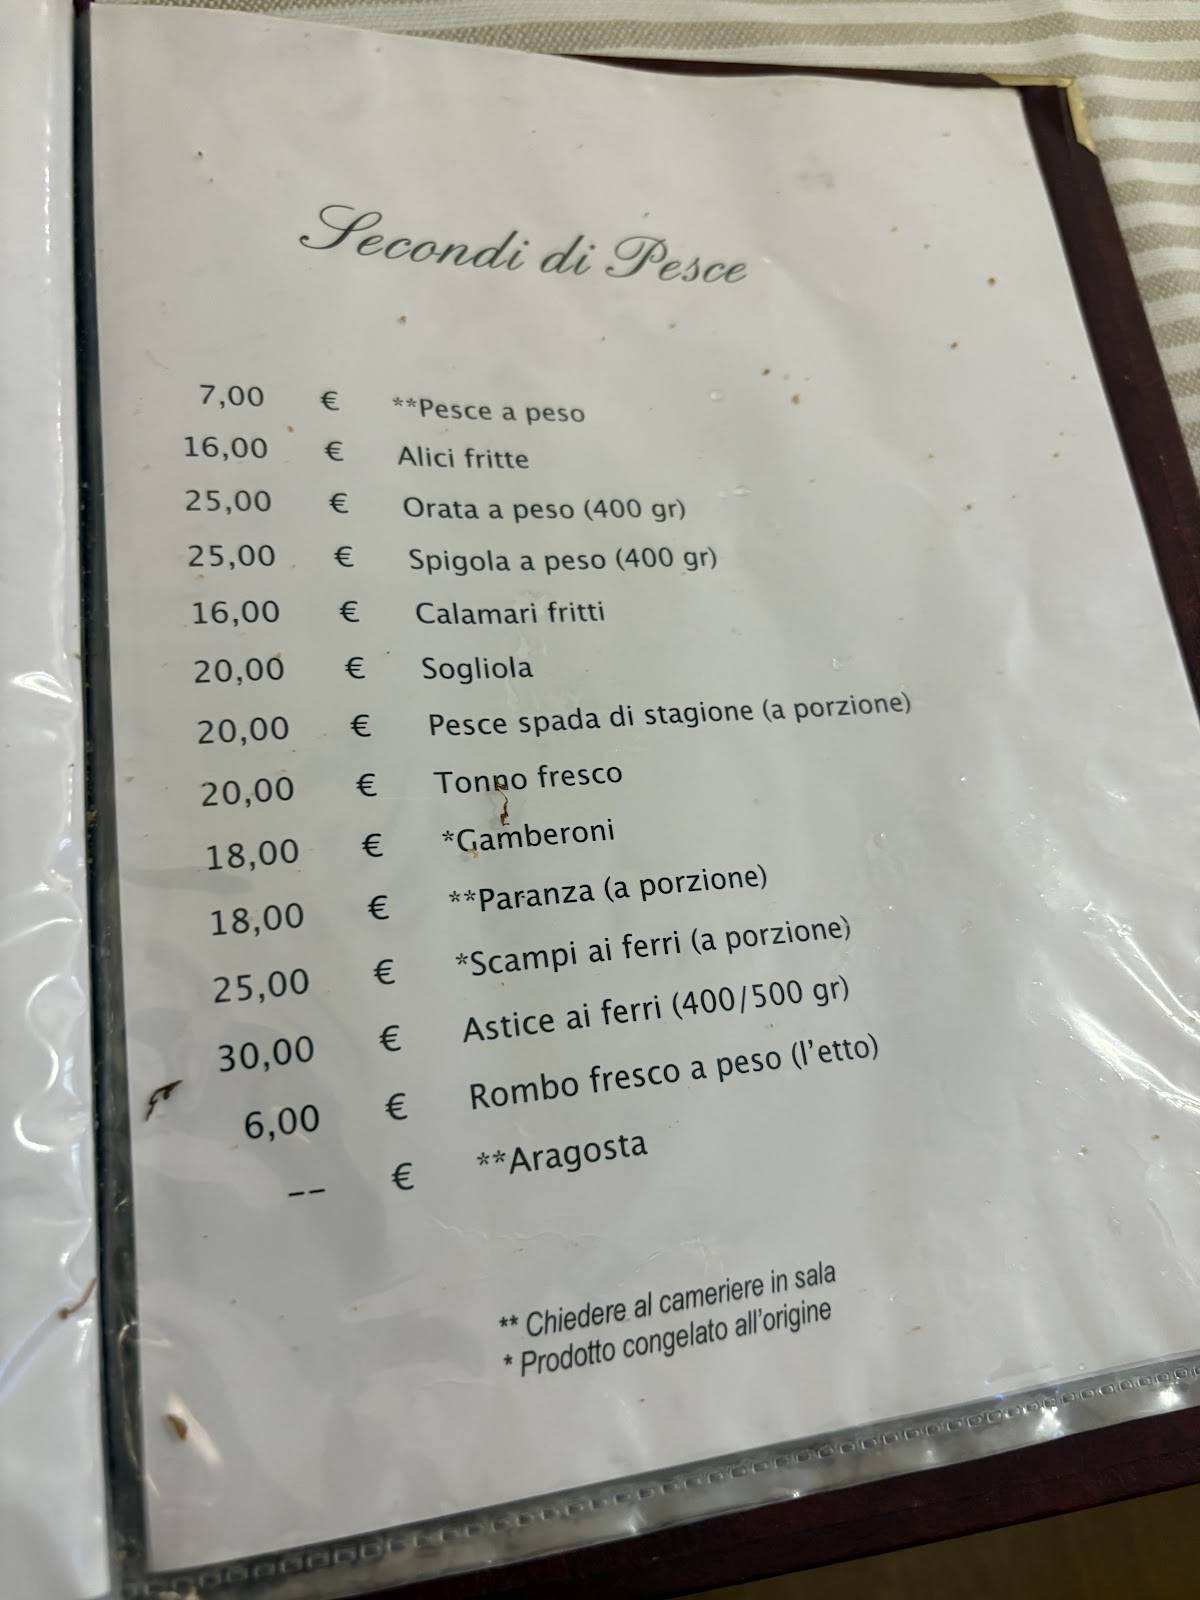 Secondi di Pesce
7,00 € **Pesce a peso
16,00 € Alici fritte
25,00 € Orata a peso (400 gr)
25,00 € Spigola a peso (400 gr)
16,00 € Calamari fritti
20,00 € Sogliola
20,00 € Pesce spada di stagione (a porzione)
20,00 € Tonno fresco
18,00 € *Gamberoni
18,00 € **Paranza (a porzione)
25,00 € *Scampi ai ferri (a porzione)
30,00 € Astice ai ferri (400/500 gr)
6,00 € Rombo fresco a peso (l'etto)
-- € **Aragosta
** Chiedere al cameriere in sala
* Prodotto congelato all'origine